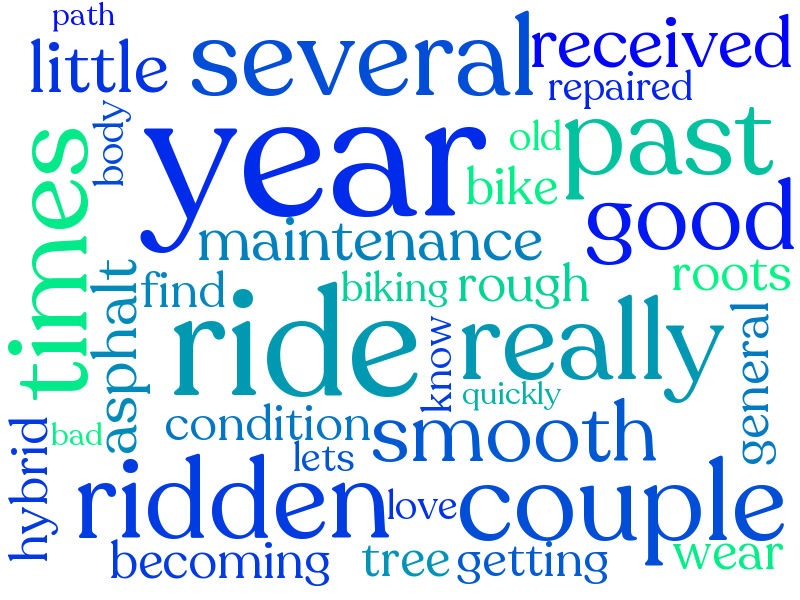 path
little
several
received
repaired
body
year
old
past
times
bike
good
maintenance
asphalt
find
biking
rough
roots
ride
really
know
general
quickly
hybrid
bad
condition
smooth
lets
ridden
love
couple
becoming
tree
getting
wear